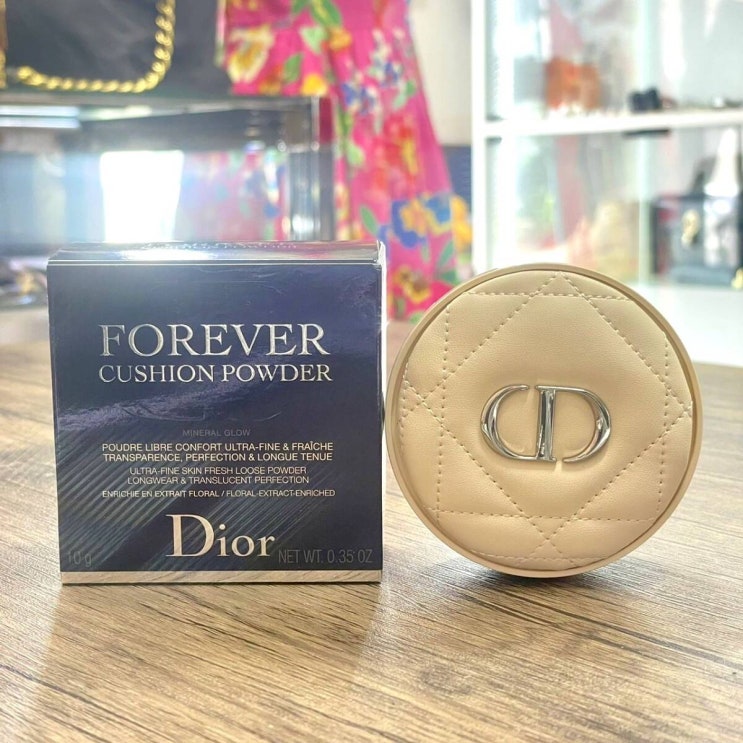 FOREVER
CUSHION POWDER
MINERAL GLOW
POUDRE LIBRE CONFORT ULTRA-FINE & FRAÎCHE
TRANSPARENCE, PERFECTION & LONGUE TENUE
ULTRA-FINE SKIN FRESH LOOSE POWDER
LONGWEAR & TRANSLUCENT PERFECTION
ENRICHIE EN EXTRAIT FLORAL / FLORAL-EXTRACT-ENRICHED
Dior
10 g
NET WT. 0.35 OZ
CD